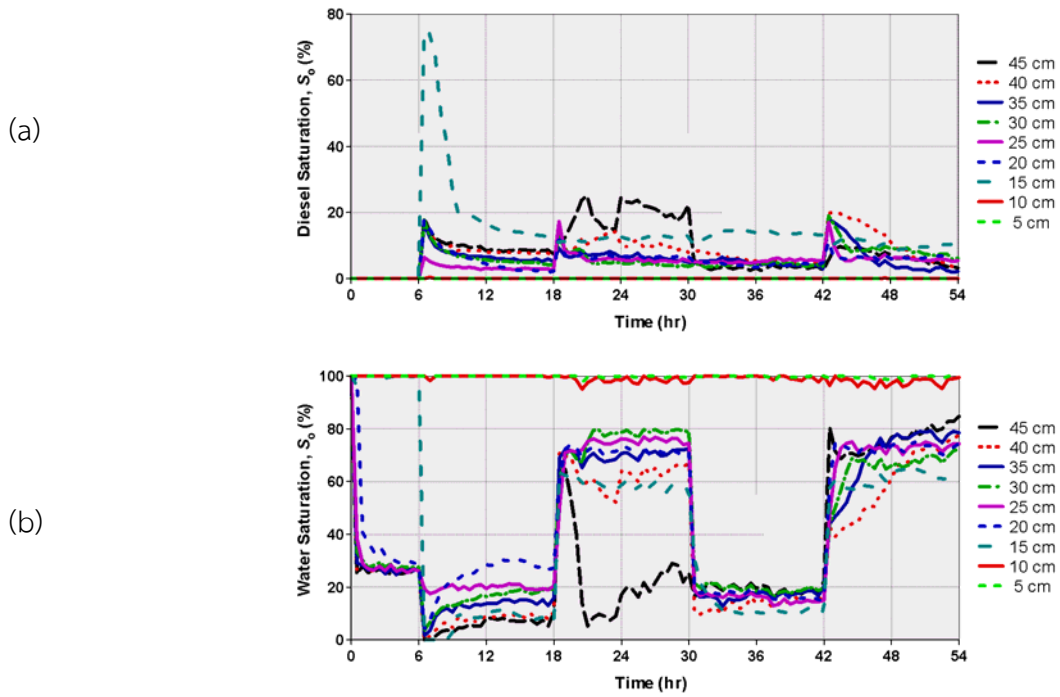 (a)
Diesel Saturation, So (%)
80
60
40
20
0
0 6 12 18 24 30 36 42 48 54
Time (hr)
45 cm
40 cm
35 cm
30 cm
25 cm
20 cm
15 cm
10 cm
5 cm
(b)
Water Saturation, So (%)
100
80
60
40
20
0
0 6 12 18 24 30 36 42 48 54
Time (hr)
45 cm
40 cm
35 cm
30 cm
25 cm
20 cm
15 cm
10 cm
5 cm